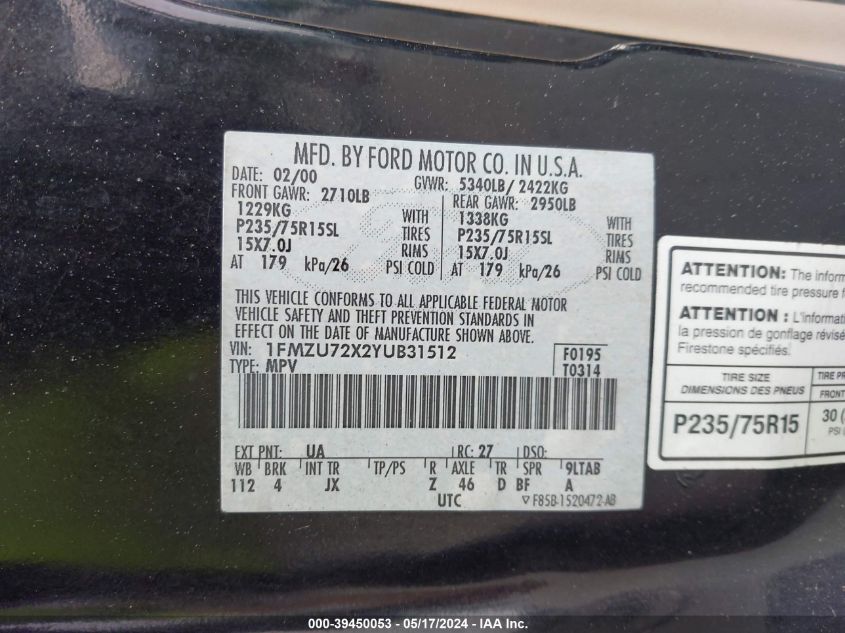 MFD. BY FORD MOTOR CO. IN U.S.A.
DATE: 02/00 GVWR: 5340LB/ 2422KG
FRONT GAWR: 2710LB REAR GAWR: 2950LB
1229KG WITH 1338KG WITH
P235/75R15SL TIRES P235/75R15SL TIRES
15X7.0J RIMS 15X7.0J RIMS
AT 179 kPa/26 PSI COLD AT 179 kPa/26 PSI COLD
THIS VEHICLE CONFORMS TO ALL APPLICABLE FEDERAL MOTOR
VEHICLE SAFETY AND THEFT PREVENTION STANDARDS IN
EFFECT ON THE DATE OF MANUFACTURE SHOWN ABOVE.
VIN: 1FMZU72X2YUB31512 F0195
TYPE: MPV T0314
EXT PNT: UA RC: 27 DSO:
WB BRK INT TR TP/PS R AXLE TR SPR 9LTAB
112 4 JX Z 46 D BF A
UTC ▽F85B-1520472-AB
ATTENTION: The inform
recommended tire pressure f
ATTENTION : L'informati
la pression de gonflage révisé
Firestone
TIRE SIZE TIRE PR
DIMENSIONS DES PNEUS FRONT
P235/75R15 30 (
PSI (
000-39450053 - 05/17/2024 - IAA Inc.